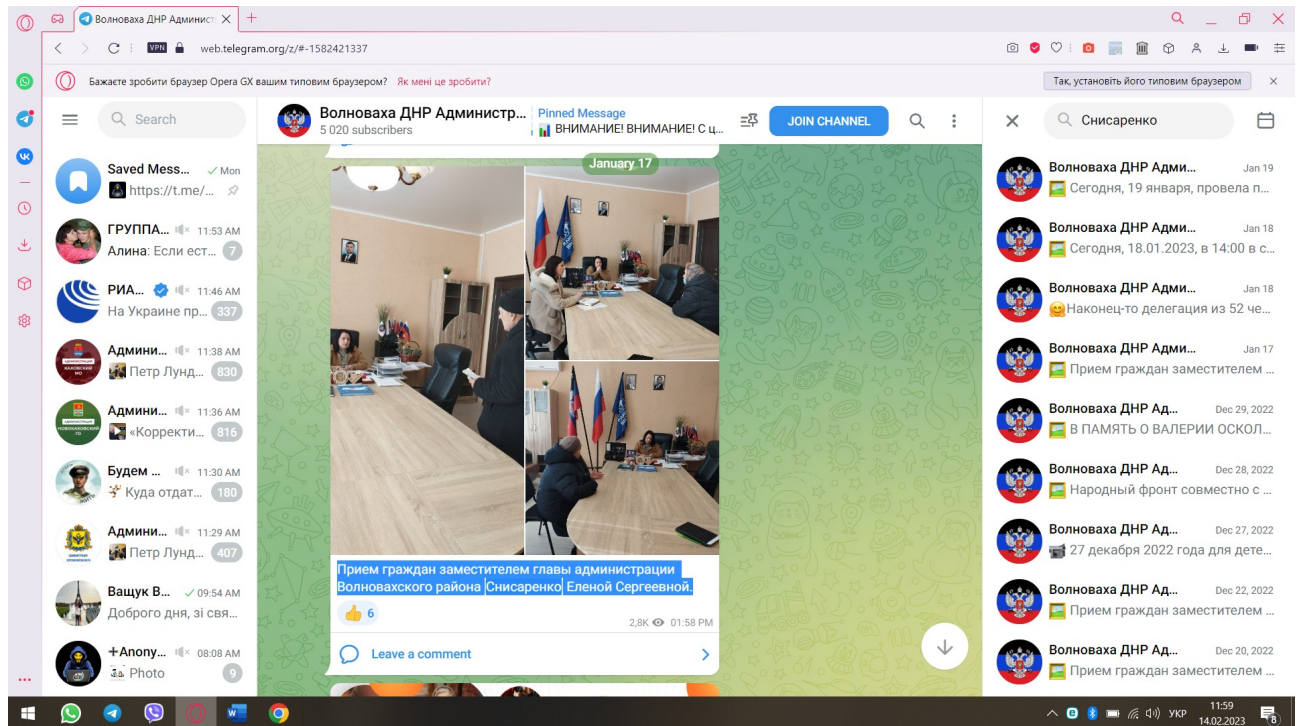 Волноваха ДНР Админист
VPN
web.telegram.org/z/#-1582421337
Бажаєте зробити браузер Opera GX вашим типовим браузером? Як мені це зробити?
Так, установіть його типовим браузером
Search
Saved Mess... Mon
https://t.me/...
ГРУППА... 11:53 AM
Алина: Если ест... 7
РИА... 11:46 AM
На Украине пр... 337
Админи... 11:38 AM
Петр Лунд... 830
Админи... 11:36 AM
«Корректи... 816
Будем ... 11:30 AM
Куда отдат... 180
Админи... 11:29 AM
Петр Лунд... 407
Ващук В... 09:54 AM
Доброго дня, зі свя...
+Anony... 08:08 AM
Photo 9
Волноваха ДНР Администр...
5 020 subscribers
Pinned Message
ВНИМАНИЕ! ВНИМАНИЕ! С ц...
JOIN CHANNEL
January 17
Прием граждан заместителем главы администрации
Волновахского района Снисаренко Еленой Сергеевной.
6
2,8K 01:58 PM
Leave a comment
Снисаренко
Волноваха ДНР Адми... Jan 19
Сегодня, 19 января, провела п...
Волноваха ДНР Адми... Jan 18
Сегодня, 18.01.2023, в 14:00 в с...
Волноваха ДНР Адми... Jan 18
Наконец-то делегация из 52 че...
Волноваха ДНР Адми... Jan 17
Прием граждан заместителем ...
Волноваха ДНР Ад... Dec 29, 2022
В ПАМЯТЬ О ВАЛЕРИИ ОСКОЛ...
Волноваха ДНР Ад... Dec 28, 2022
Народный фронт совместно с ...
Волноваха ДНР Ад... Dec 27, 2022
27 декабря 2022 года для дете...
Волноваха ДНР Ад... Dec 22, 2022
Прием граждан заместителем ...
Волноваха ДНР Ад... Dec 20, 2022
Прием граждан заместителем ...
УКР
11:59
14.02.2023
8